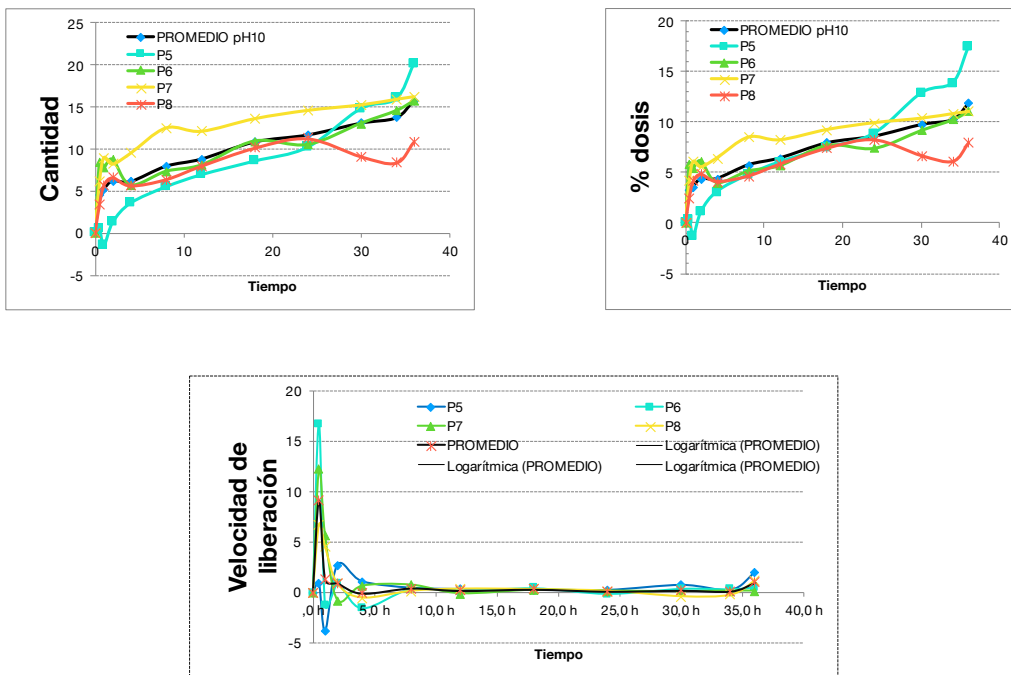 25
20
15
10
5
0
-5
0
10
20
30
40
Cantidad
Tiempo
PROMEDIO pH10
P5
P6
P7
P8
20
15
10
5
0
-5
0
10
20
30
40
% dosis
Tiempo
PROMEDIO pH10
P5
P6
P7
P8
20
15
10
5
0
-5
,0 h
5,0 h
10,0 h
15,0 h
20,0 h
25,0 h
30,0 h
35,0 h
40,0 h
Velocidad de
liberación
Tiempo
P5
P6
P7
P8
PROMEDIO
Logarítmica (PROMEDIO)
Logarítmica (PROMEDIO)
Logarítmica (PROMEDIO)